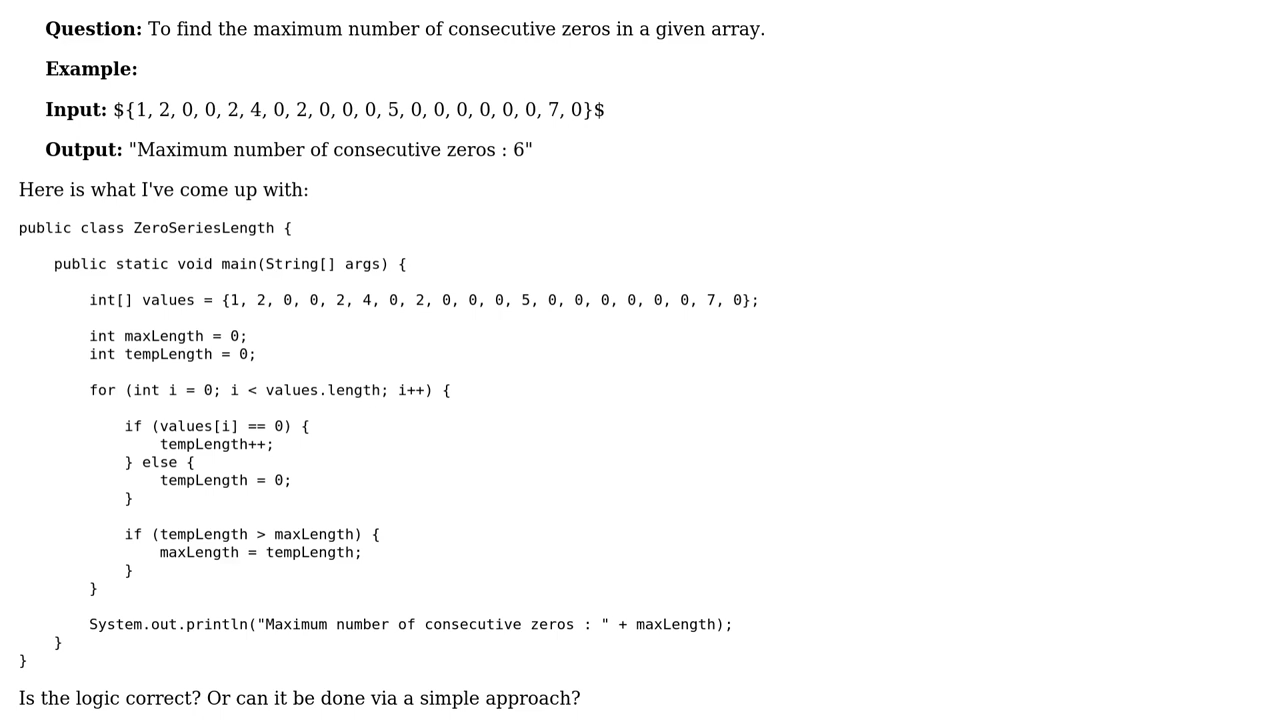 Question: To find the maximum number of consecutive zeros in a given array.
Example:
Input: ${1, 2, 0, 0, 2, 4, 0, 2, 0, 0, 0, 5, 0, 0, 0, 0, 0, 0, 7, 0}$
Output: "Maximum number of consecutive zeros : 6"
Here is what I've come up with:
public class ZeroSeriesLength {
    public static void main(String[] args) {
        int[] values = {1, 2, 0, 0, 2, 4, 0, 2, 0, 0, 0, 5, 0, 0, 0, 0, 0, 0, 7, 0};
        int maxLength = 0;
        int tempLength = 0;
        for (int i = 0; i < values.length; i++) {
            if (values[i] == 0) {
                tempLength++;
            } else {
                tempLength = 0;
            }
            if (tempLength > maxLength) {
                maxLength = tempLength;
            }
        }
        System.out.println("Maximum number of consecutive zeros : " + maxLength);
    }
}
Is the logic correct? Or can it be done via a simple approach?